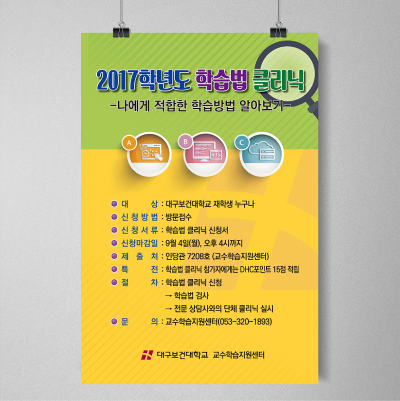 2017학년도 학습법 클리닉
-나에게 적합한 학습방법 알아보기-
A B C
대 상 : 대구보건대학교 재학생 누구나
신청방법 : 방문접수
신청서류 : 학습법 클리닉 신청서
신청마감일 : 9월 4일(월), 오후 4시까지
제 출 처 : 인당관 7208호 (교수학습지원센터)
특 전 : 학습법 클리닉 참가자에게는 DHC포인트 15점 적립
절 차 : 학습법 클리닉 신청
→ 학습법 검사
→ 전문 상담사와의 단체 클리닉 실시
문 의 : 교수학습지원센터(053-320-1893)
대구보건대학교 교수학습지원센터